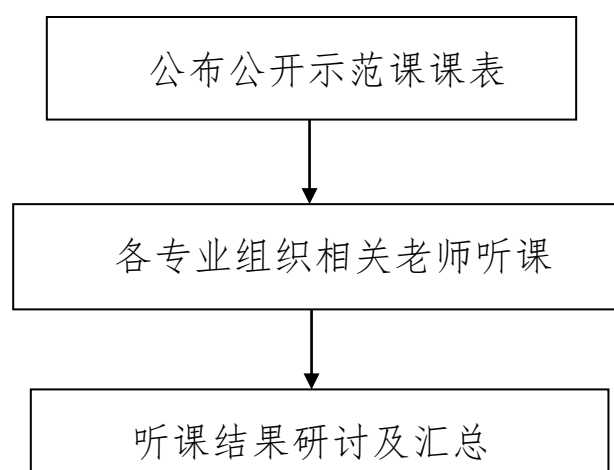 公布公开示范课课表
各专业组织相关老师听课
听课结果研讨及汇总